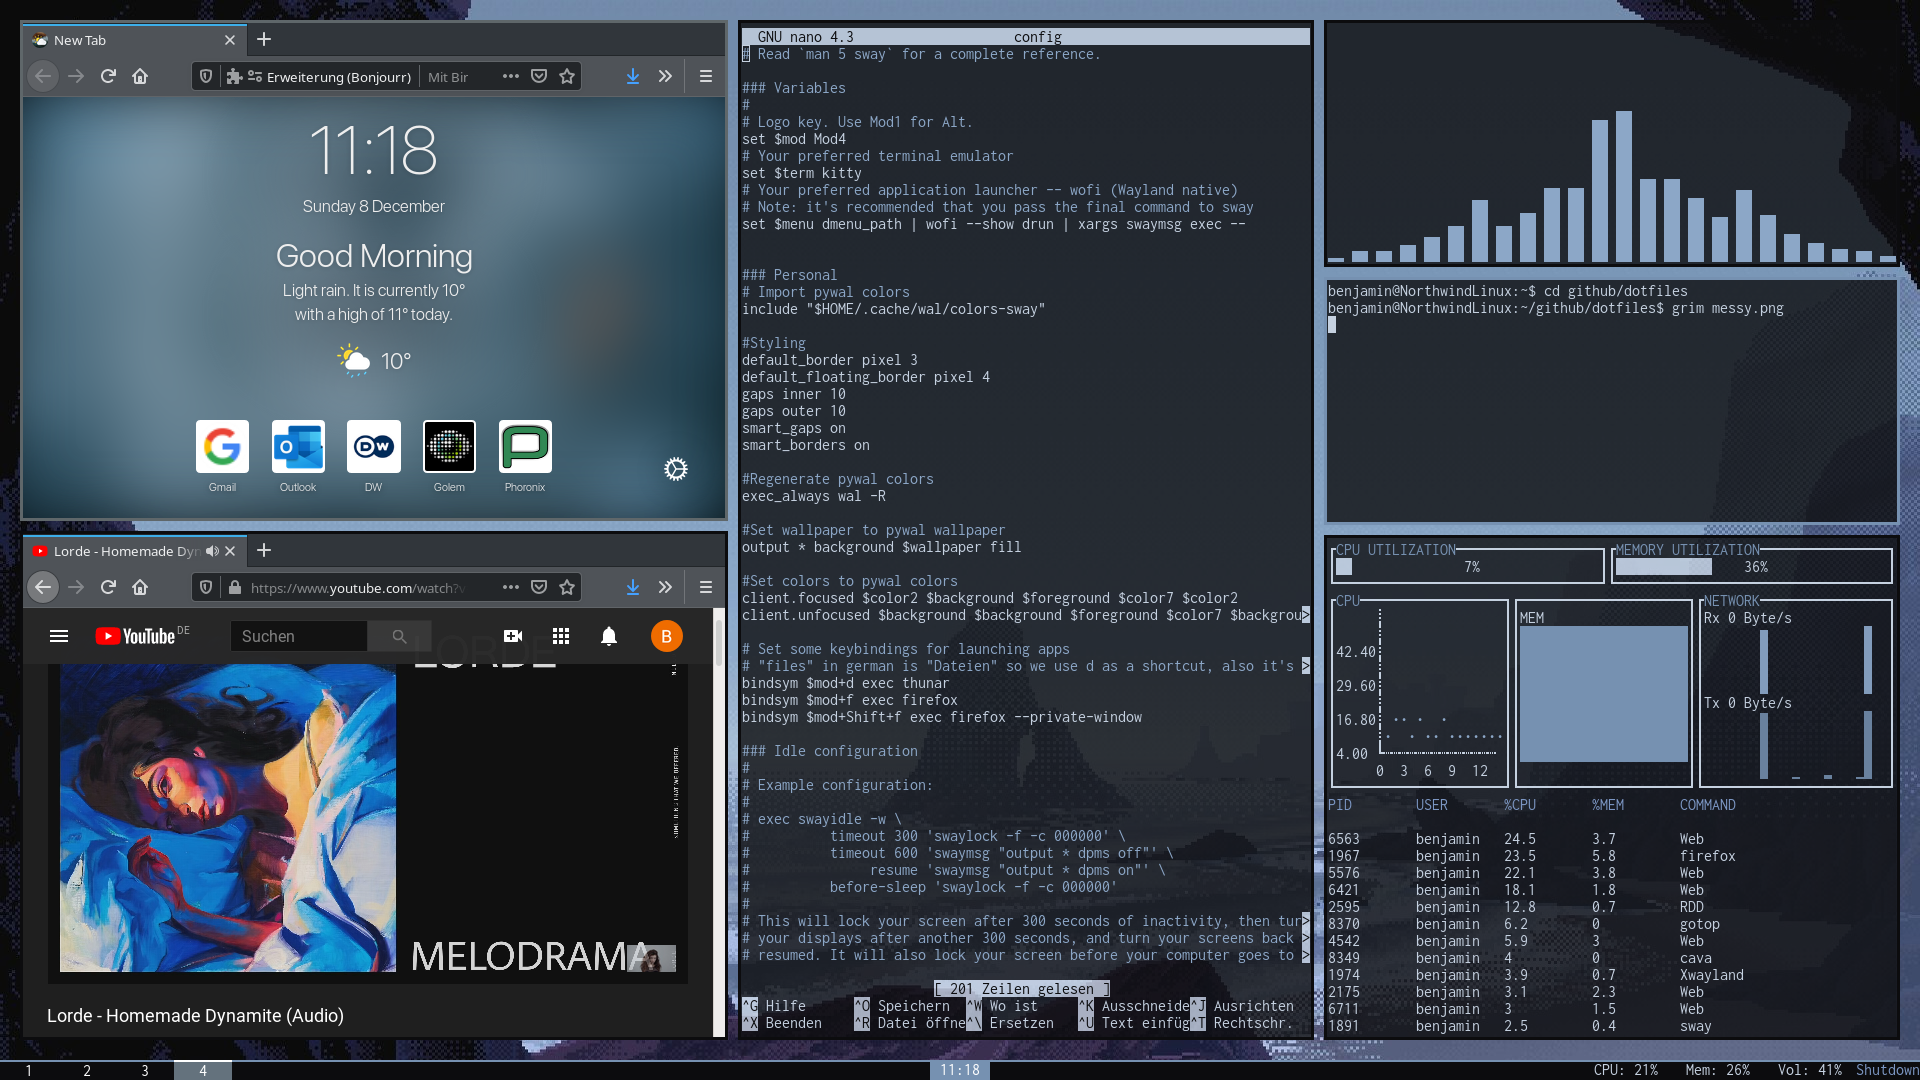 New Tab
Erweiterung (Bonjourr) Mit Bir
11:18
Sunday 8 December
Good Morning
Light rain. It is currently 10°
with a high of 11° today.
10°
Gmail Outlook DW Golem Phoronix
Lorde - Homemade Dyn
https://www.youtube.com/watch?v
YouTube DE
Suchen
B
LORDE
MELODRAMA
Lorde - Homemade Dynamite (Audio)
GNU nano 4.3 config
# Read `man 5 sway` for a complete reference.
### Variables
#
# Logo key. Use Mod1 for Alt.
set $mod Mod4
# Your preferred terminal emulator
set $term kitty
# Your preferred application launcher -- wofi (Wayland native)
# Note: it's recommended that you pass the final command to sway
set $menu dmenu_path | wofi --show drun | xargs swaymsg exec --
### Personal
# Import pywal colors
include "$HOME/.cache/wal/colors-sway"
#Styling
default_border pixel 3
default_floating_border pixel 4
gaps inner 10
gaps outer 10
smart_gaps on
smart_borders on
#Regenerate pywal colors
exec_always wal -R
#Set wallpaper to pywal wallpaper
output * background $wallpaper fill
#Set colors to pywal colors
client.focused $color2 $background $foreground $color7 $color2
client.unfocused $background $background $foreground $color7 $backgrou>
# Set some keybindings for launching apps
# "files" in german is "Dateien" so we use d as a shortcut, also it's >
bindsym $mod+d exec thunar
bindsym $mod+f exec firefox
bindsym $mod+Shift+f exec firefox --private-window
### Idle configuration
#
# Example configuration:
#
# exec swayidle -w \
#          timeout 300 'swaylock -f -c 000000' \
#          timeout 600 'swaymsg "output * dpms off"' \
#               resume 'swaymsg "output * dpms on"' \
#          before-sleep 'swaylock -f -c 000000'
#
# This will lock your screen after 300 seconds of inactivity, then tur>
# your displays after another 300 seconds, and turn your screens back >
# resumed. It will also lock your screen before your computer goes to >
[ 201 Zeilen gelesen ]
^G Hilfe ^O Speichern ^W Wo ist ^K Ausschneide ^J Ausrichten
^X Beenden ^R Datei öffne ^\ Ersetzen ^U Text einfüg ^T Rechtschr.
benjamin@NorthwindLinux:~$ cd github/dotfiles
benjamin@NorthwindLinux:~/github/dotfiles$ grim messy.png
CPU UTILIZATION
7%
MEMORY UTILIZATION
36%
CPU
42.40
29.60
16.80
4.00
0 3 6 9 12
MEM
NETWORK
Rx 0 Byte/s
Tx 0 Byte/s
PID USER %CPU %MEM COMMAND
6563 benjamin 24.5 3.7 Web
1967 benjamin 23.5 5.8 firefox
5576 benjamin 22.1 3.8 Web
6421 benjamin 18.1 1.8 Web
2595 benjamin 12.8 0.7 RDD
8370 benjamin 6.2 0 gotop
4542 benjamin 5.9 3 Web
8349 benjamin 4 0 cava
1974 benjamin 3.9 0.7 Xwayland
2175 benjamin 3.1 2.3 Web
6711 benjamin 3 1.5 Web
1891 benjamin 2.5 0.4 sway
1 2 3 4
11:18
CPU: 21% Mem: 26% Vol: 41% Shutdown